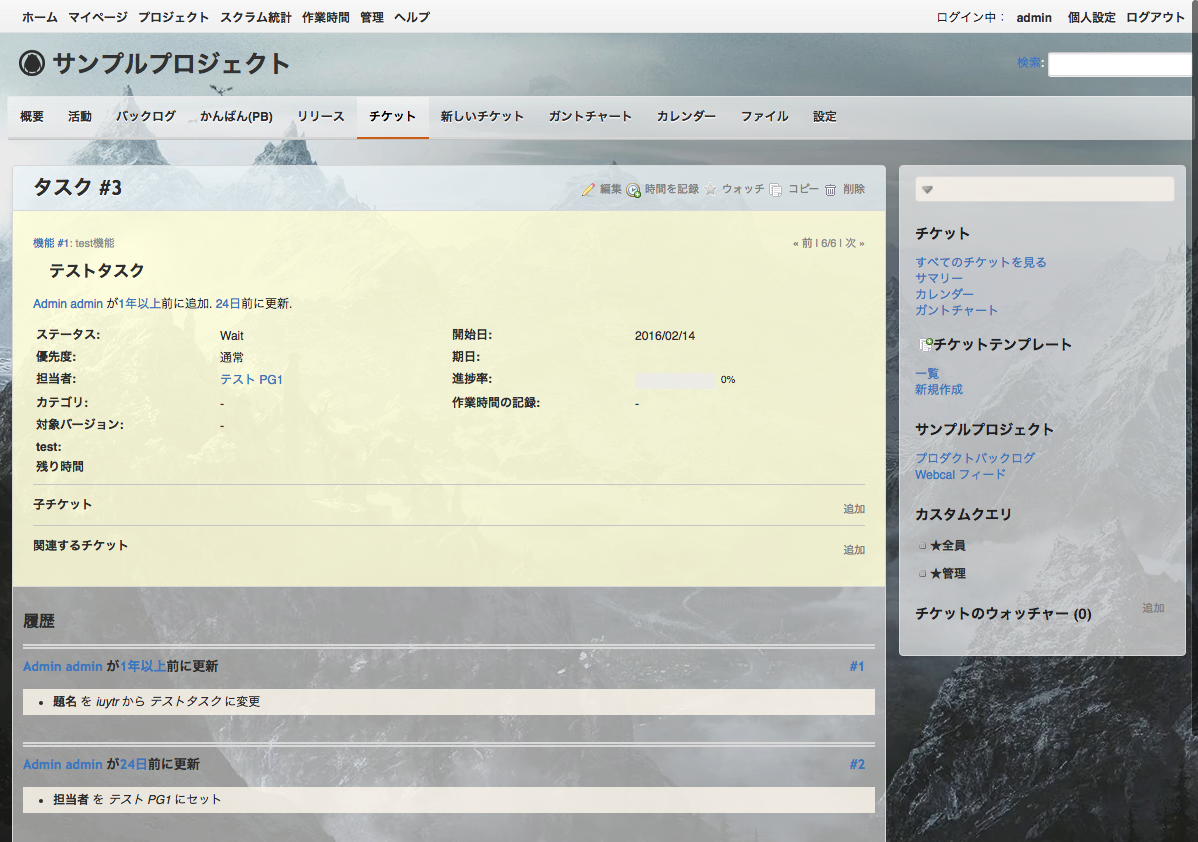 ホーム マイページ プロジェクト スクラム統計 作業時間 管理 ヘルプ
ログイン中： admin 個人設定 ログアウト
サンプルプロジェクト
検索:
概要 活動 バックログ かんばん(PB) リリース チケット 新しいチケット ガントチャート カレンダー ファイル 設定
タスク #3
編集 時間を記録 ウォッチ コピー 削除
機能 #1: test機能
« 前 | 6/6 | 次 »
テストタスク
Admin admin が1年以上前に追加. 24日前に更新.
ステータス: Wait 開始日: 2016/02/14
優先度: 通常 期日:
担当者: テスト PG1 進捗率: 0%
カテゴリ: - 作業時間の記録: -
対象バージョン: -
test:
残り時間
子チケット 追加
関連するチケット 追加
履歴
Admin admin が1年以上前に更新 #1
• 題名 を iuytr から テストタスク に変更
Admin admin が24日前に更新 #2
• 担当者 を テスト PG1 にセット
チケット
すべてのチケットを見る
サマリー
カレンダー
ガントチャート
チケットテンプレート
一覧
新規作成
サンプルプロジェクト
プロダクトバックログ
Webcal フィード
カスタムクエリ
★全員
★管理
チケットのウォッチャー (0) 追加